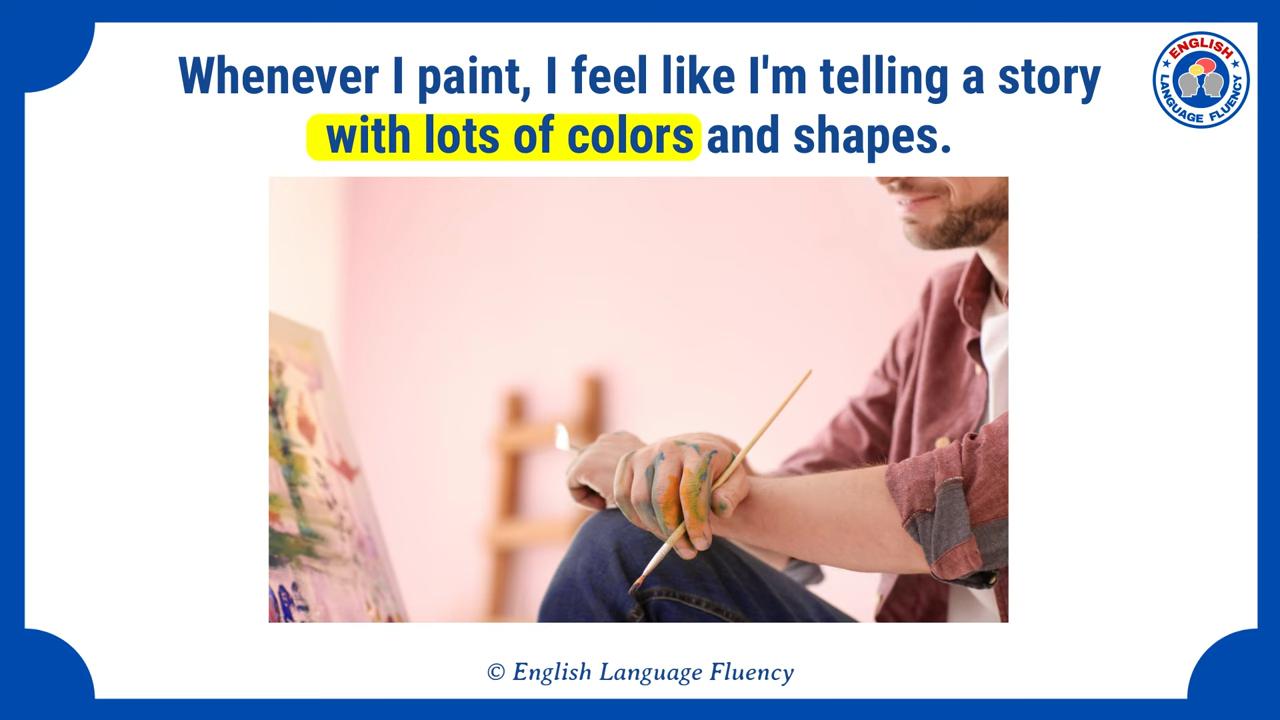 Whenever I paint, I feel like I'm telling a story
with lots of colors and shapes.
ENGLISH
LANGUAGE FLUENCY
© English Language Fluency